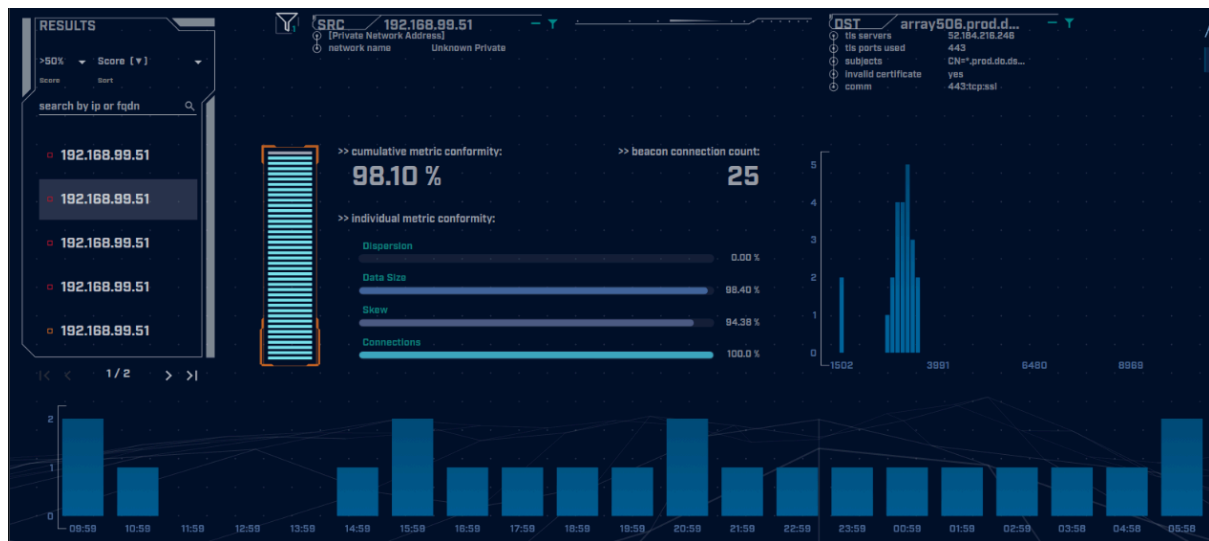 RESULTS
>50%
Score (▼)
Score
Sort
search by ip or fqdn
192.168.99.51
192.168.99.51
192.168.99.51
192.168.99.51
192.168.99.51
1/2
1
SRC 192.168.99.51
[Private Network Address]
network name Unknown Private
DST array506.prod.d...
tls servers 52.184.216.246
tls ports used 443
subjects CN=*.prod.do.ds...
invalid certificate yes
comm 443:tcp:ssl
>> cumulative metric conformity:
98.10 %
>> beacon connection count:
25
>> individual metric conformity:
Dispersion
0.00 %
Data Size
98.40 %
Skew
94.38 %
Connections
100.0 %
5
4
3
2
1
0
1502 3991 6480 8969
2
1
0
09:59 10:59 11:59 12:59 13:59 14:59 15:59 16:59 17:59 18:59 19:59 20:59 21:59 22:59 23:59 00:59 01:59 02:59 03:58 04:58 05:58